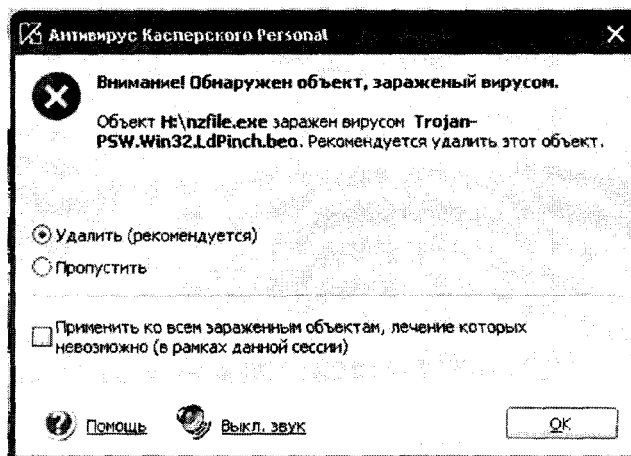 Антивирус Касперского Personal
Внимание! Обнаружен объект, зараженый вирусом.
Объект H:\nzfile.exe заражен вирусом Trojan-
PSW.Win32.LdPinch.beo. Рекомендуется удалить этот объект.
Удалить (рекомендуется)
Пропустить
Применить ко всем зараженным объектам, лечение которых
невозможно (в рамках данной сессии)
Помощь
Выкл. звук
OK